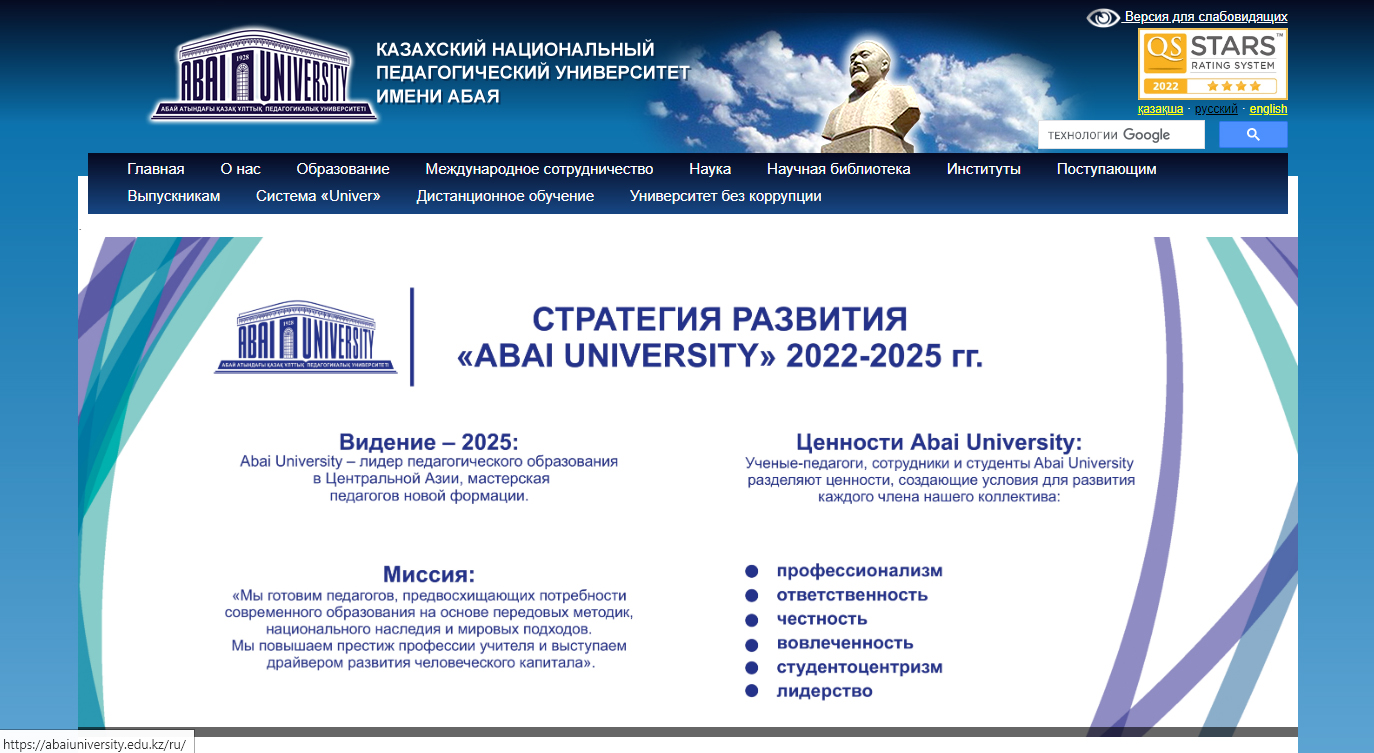 Версия для слабовидящих
ABAI UNIVERSITY
1928
АБАЙ АТЫНДАҒЫ ҚАЗАҚ ҰЛТТЫҚ ПЕДАГОГИКАЛЫҚ УНИВЕРСИТЕТІ
КАЗАХСКИЙ НАЦИОНАЛЬНЫЙ
ПЕДАГОГИЧЕСКИЙ УНИВЕРСИТЕТ
ИМЕНИ АБАЯ
QS STARS™
RATING SYSTEM
2022
қазақша · русский · english
ТЕХНОЛОГИИ Google
Главная О нас Образование Международное сотрудничество Наука Научная библиотека Институты Поступающим
Выпускникам Система «Univer» Дистанционное обучение Университет без коррупции
ABAI UNIVERSITY
1928
АБАЙ АТЫНДАҒЫ ҚАЗАҚ ҰЛТТЫҚ ПЕДАГОГИКАЛЫҚ УНИВЕРСИТЕТІ
СТРАТЕГИЯ РАЗВИТИЯ
«ABAI UNIVERSITY» 2022-2025 гг.
Видение – 2025:
Abai University – лидер педагогического образования
в Центральной Азии, мастерская
педагогов новой формации.
Миссия:
«Мы готовим педагогов, предвосхищающих потребности
современного образования на основе передовых методик,
национального наследия и мировых подходов.
Мы повышаем престиж профессии учителя и выступаем
драйвером развития человеческого капитала».
Ценности Abai University:
Ученые-педагоги, сотрудники и студенты Abai University
разделяют ценности, создающие условия для развития
каждого члена нашего коллектива:
● профессионализм
● ответственность
● честность
● вовлеченность
● студентоцентризм
● лидерство
https://abaiuniversity.edu.kz/ru/